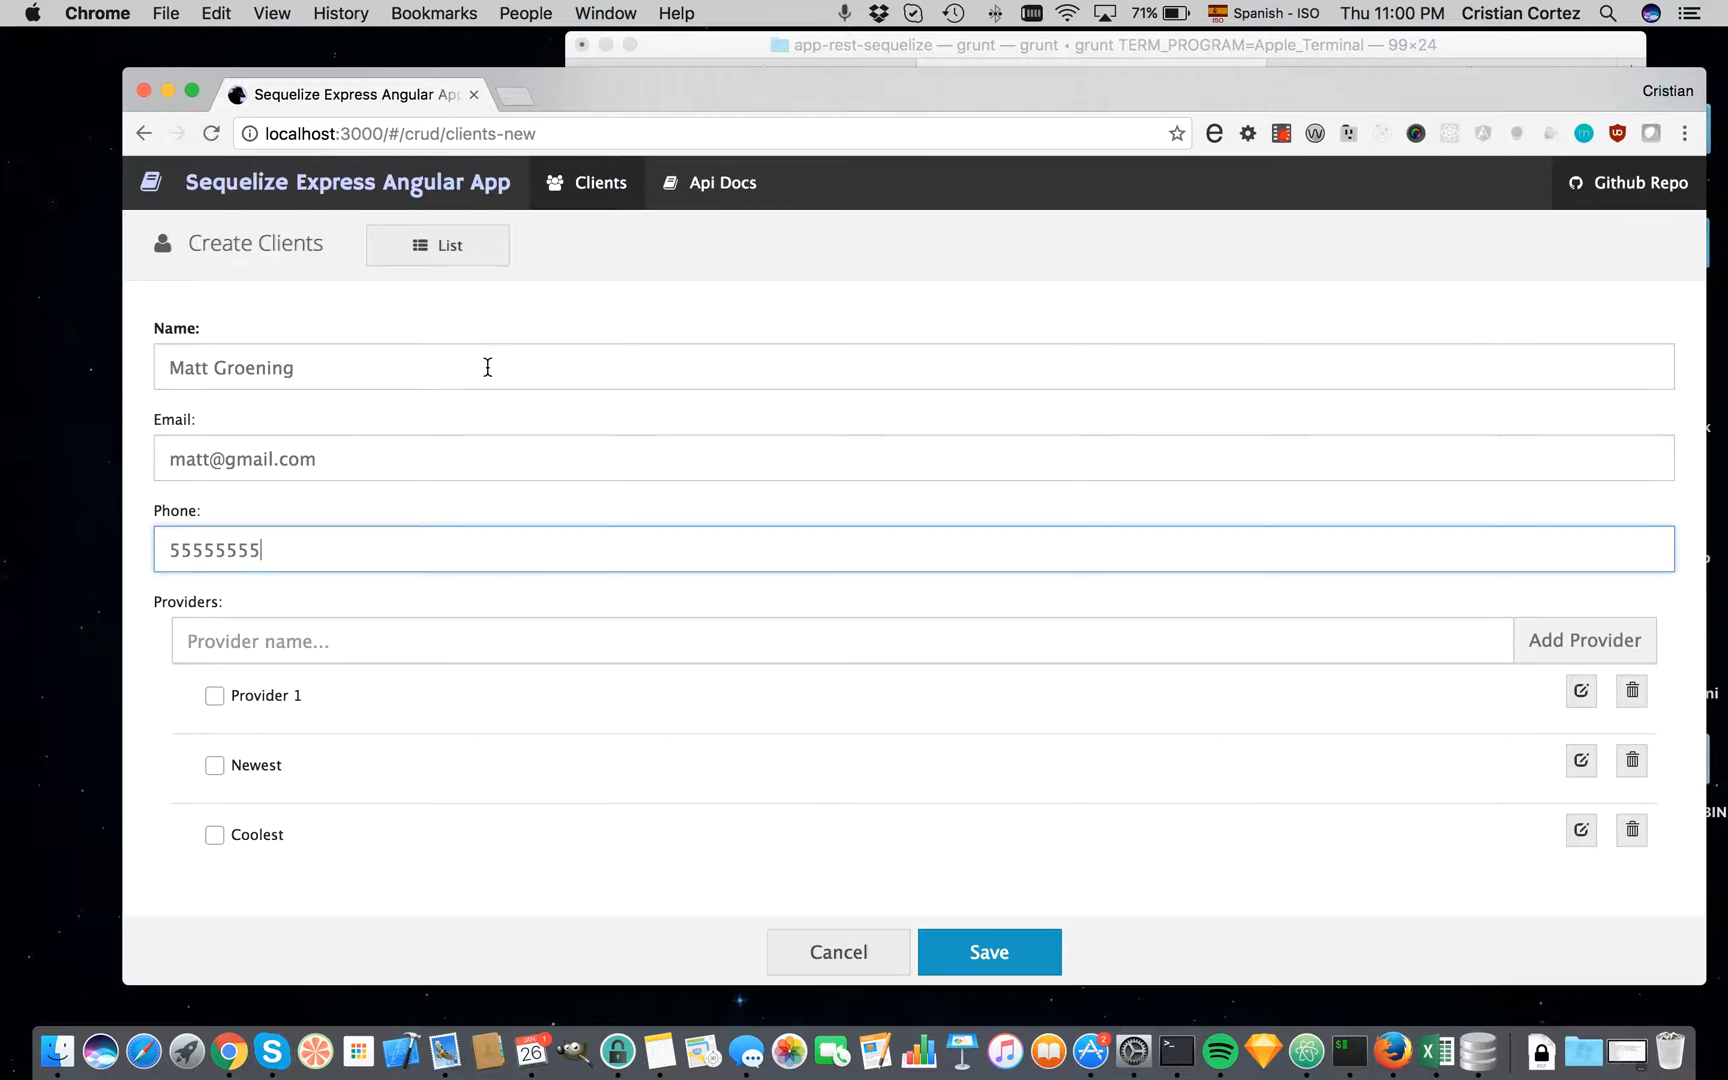 Chrome File Edit View History Bookmarks People Window Help 71% Spanish - ISO Thu 11:00 PM Cristian Cortez
app-rest-sequelize — grunt — grunt • grunt TERM_PROGRAM=Apple_Terminal — 99×24
Sequelize Express Angular App Cristian
localhost:3000/#/crud/clients-new
Sequelize Express Angular App Clients Api Docs Github Repo
Create Clients List
Name:
Matt Groening
Email:
matt@gmail.com
Phone:
55555555
Providers:
Provider name... Add Provider
Provider 1
Newest
Coolest
Cancel Save